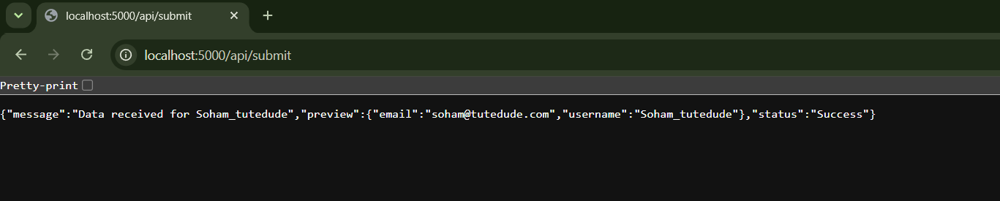 localhost:5000/api/submit
localhost:5000/api/submit
Pretty-print
{"message":"Data received for Soham_tutedude","preview":{"email":"soham@tutedude.com","username":"Soham_tutedude"},"status":"Success"}